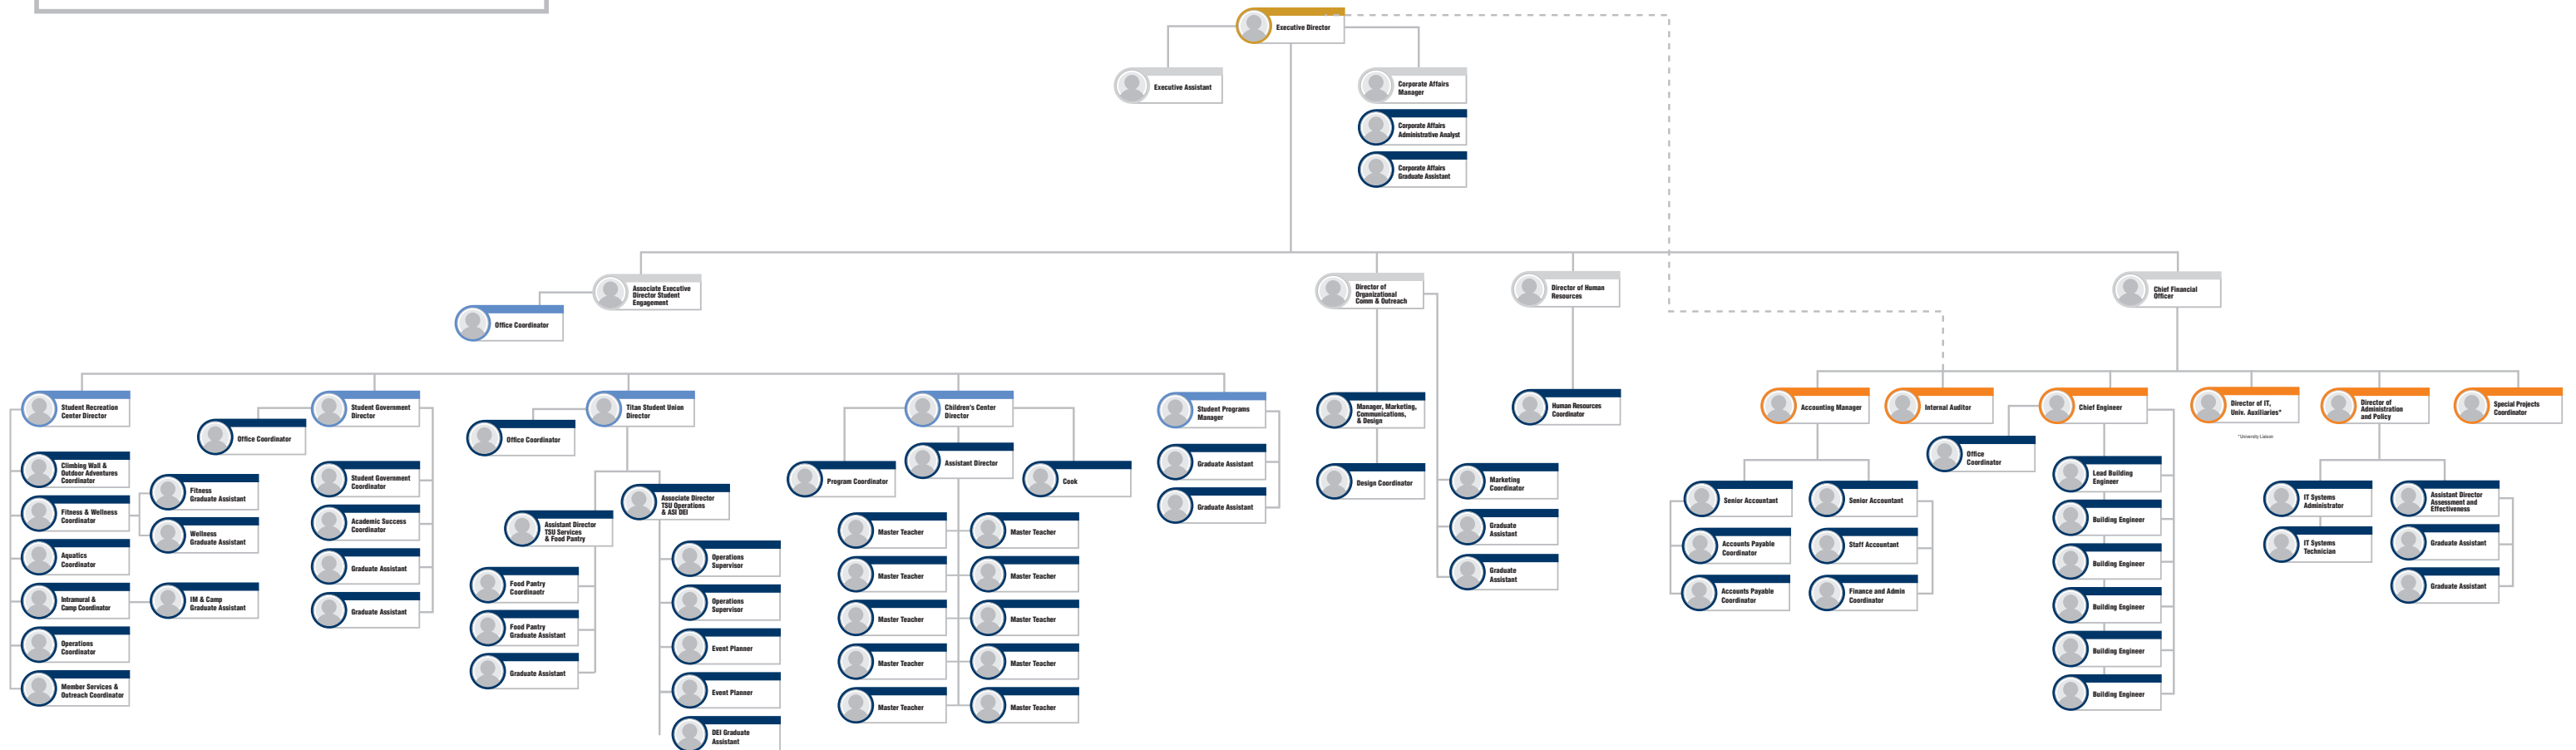 Executive Director
Executive Assistant
Corporate Affairs
Manager
Corporate Affairs
Administrative Analyst
Corporate Affairs
Graduate Assistant
Associate Executive
Director Student
Engagement
Office Coordinator
Director of
Organizational
Comm & Outreach
Director of Human
Resources
Chief Financial
Officer
Student Recreation
Center Director
Climbing Wall &
Outdoor Adventures
Coordinator
Fitness & Wellness
Coordinator
Fitness
Graduate Assistant
Wellness
Graduate Assistant
Aquatics
Coordinator
Intramural &
Camp Coordinator
IM & Camp
Graduate Assistant
Operations
Coordinator
Member Services &
Outreach Coordinator
Student Government
Director
Office Coordinator
Student Government
Coordinator
Academic Success
Coordinator
Graduate Assistant
Graduate Assistant
Titan Student Union
Director
Office Coordinator
Assistant Director
TSU Services
& Food Pantry
Food Pantry
Coordinaotr
Food Pantry
Graduate Assistant
Graduate Assistant
Associate Director
TSU Operations
& ASI DEI
Operations
Supervisor
Operations
Supervisor
Event Planner
Event Planner
DEI Graduate
Assistant
Children's Center
Director
Program Coordinator
Assistant Director
Cook
Master Teacher
Master Teacher
Master Teacher
Master Teacher
Master Teacher
Master Teacher
Master Teacher
Master Teacher
Master Teacher
Master Teacher
Student Programs
Manager
Graduate Assistant
Graduate Assistant
Manager, Marketing,
Communications,
& Design
Design Coordinator
Marketing
Coordinator
Graduate
Assistant
Graduate
Assistant
Human Resources
Coordinator
Accounting Manager
Senior Accountant
Accounts Payable
Coordinator
Accounts Payable
Coordinator
Senior Accountant
Staff Accountant
Finance and Admin
Coordinator
Internal Auditor
Chief Engineer
Office
Coordinator
Lead Building
Engineer
Building Engineer
Building Engineer
Building Engineer
Building Engineer
Building Engineer
Director of IT,
Univ. Auxiliaries*
*University Liaison
Director of
Administration
and Policy
IT Systems
Administrator
IT Systems
Technician
Assistant Director
Assessment and
Effectiveness
Graduate Assistant
Graduate Assistant
Special Projects
Coordinator